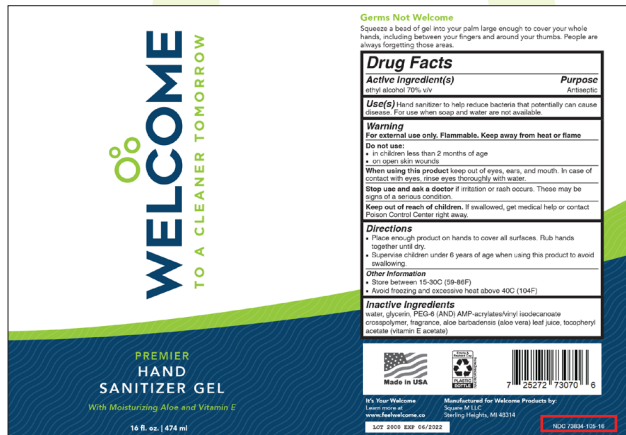 WELCOME
TO A CLEANER TOMORROW
PREMIER
HAND
SANITIZER GEL
With Moisturizing Aloe and Vitamin E
16 fl. oz. | 474 ml
Germs Not Welcome
Squeeze a bead of gel into your palm large enough to cover your whole
hands, including between your fingers and around your thumbs. People are
always forgetting those areas.
Drug Facts
Active Ingredient(s) Purpose
ethyl alcohol 70% v/v Antiseptic
Use(s) Hand sanitizer to help reduce bacteria that potentially can cause
disease. For use when soap and water are not available.
Warning
For external use only. Flammable. Keep away from heat or flame
Do not use:
• in children less than 2 months of age
• on open skin wounds
When using this product keep out of eyes, ears, and mouth. In case of
contact with eyes, rinse eyes thoroughly with water.
Stop use and ask a doctor if irritation or rash occurs. These may be
signs of a serious condition.
Keep out of reach of children. If swallowed, get medical help or contact
Poison Control Center right away.
Directions
• Place enough product on hands to cover all surfaces. Rub hands
together until dry.
• Supervise children under 6 years of age when using this product to avoid
swallowing.
Other Information
• Store between 15-30C (59-86F)
• Avoid freezing and excessive heat above 40C (104F)
Inactive Ingredients
water, glycerin, PEG-6 (AND) AMP-acrylates/vinyl isodecanoate
crosspolymer, fragrance, aloe barbadensis (aloe vera) leaf juice, tocopheryl
acetate (vitamin E acetate)
Made in USA
PLASTIC
BOTTLE
7 25272 73070 6
It's Your Welcome
Learn more at
www.feelwelcome.co
Manufactured for Welcome Products by:
Square M LLC
Sterling Heights, MI 48314
LOT 2008 EXP 06/2022
NDC 73834-105-16